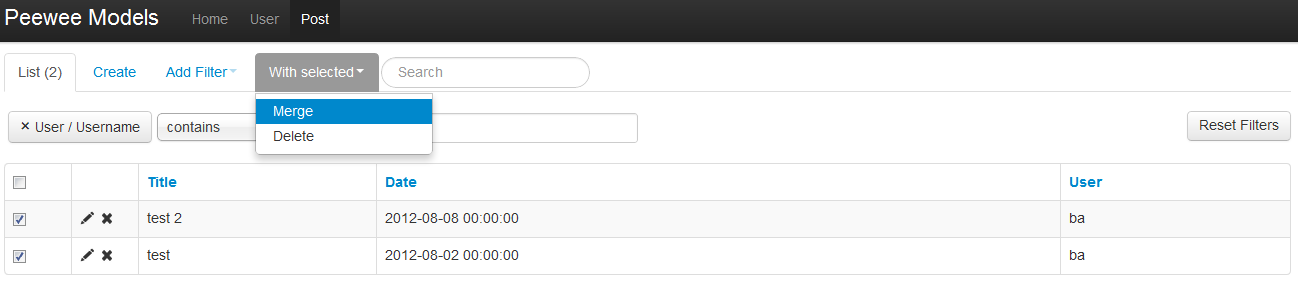 Peewee Models Home User Post
List (2) Create Add Filter With selected Search
Merge
Delete
× User / Username contains Reset Filters
Title Date User
test 2 2012-08-08 00:00:00 ba
test 2012-08-02 00:00:00 ba